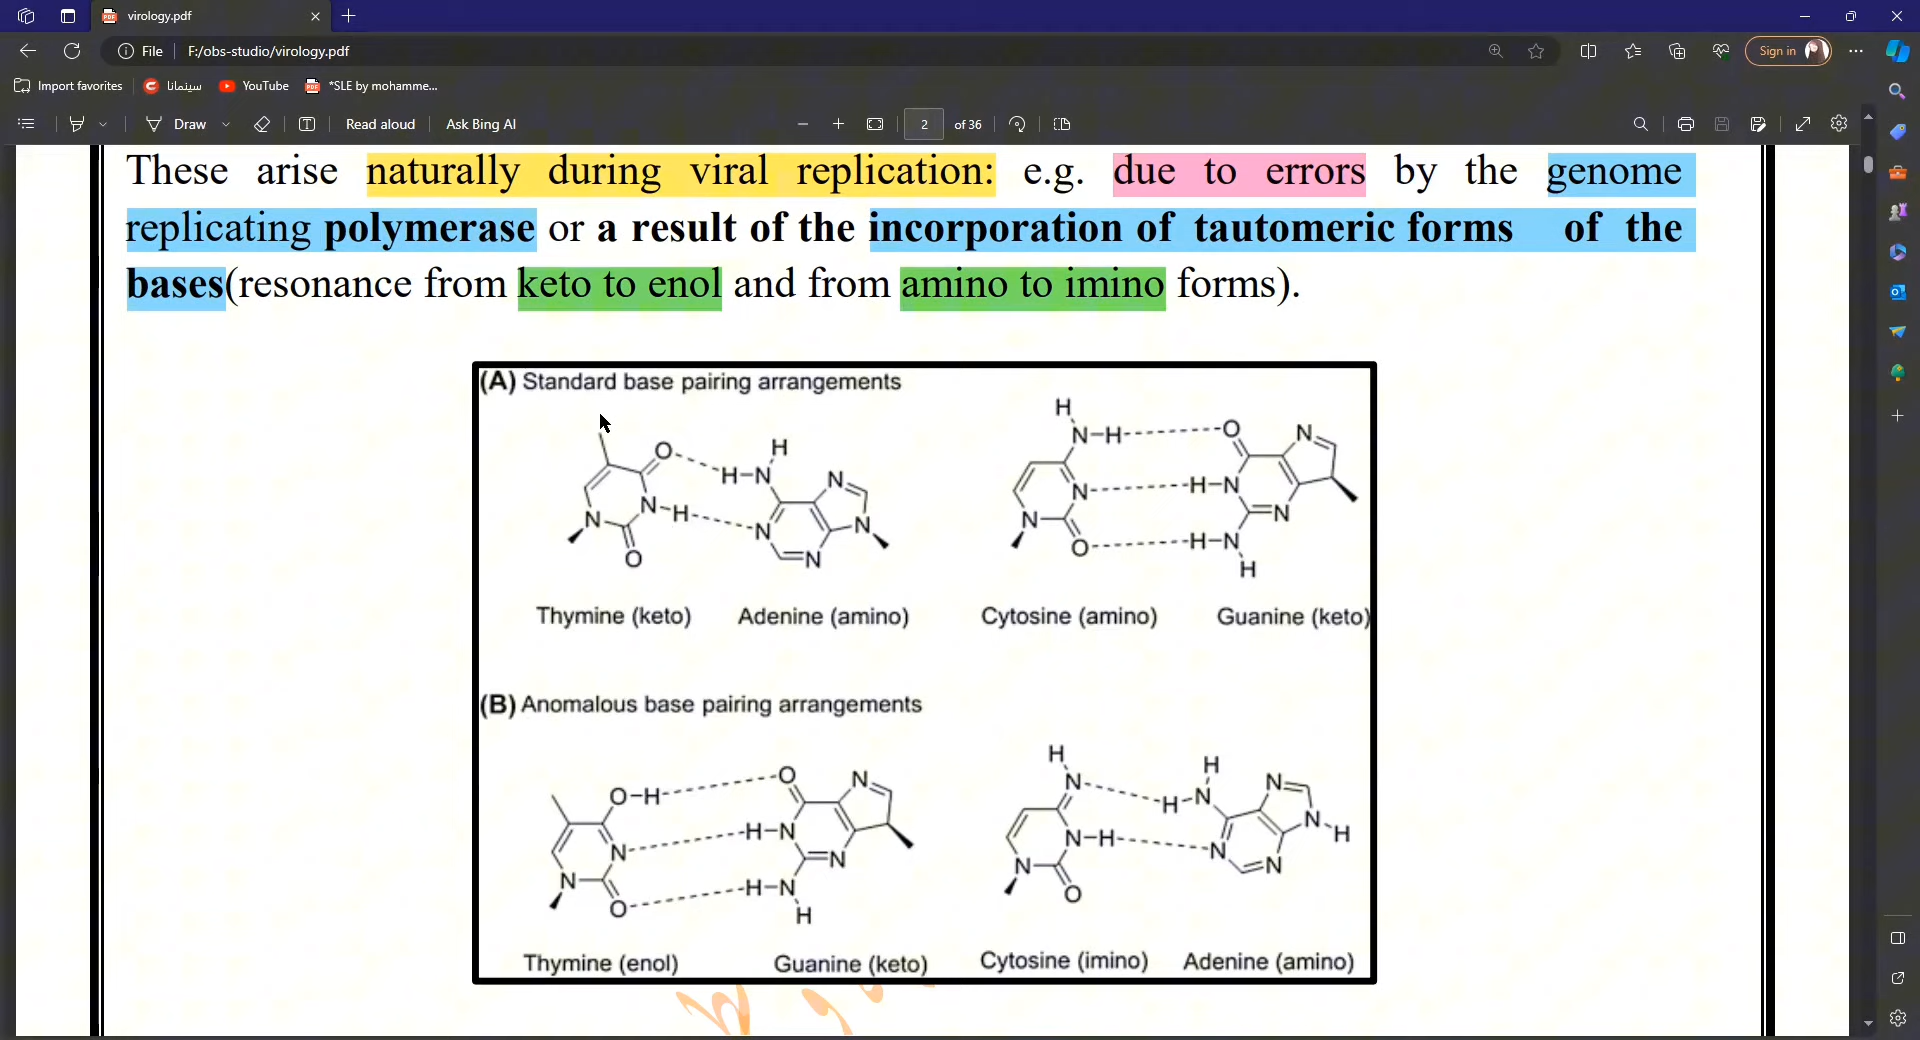 virology.pdf
File F:/obs-studio/virology.pdf
Sign in
Import favorites سينمانا YouTube *SLE by mohamme...
Draw Read aloud Ask Bing AI 2 of 36
These arise naturally during viral replication: e.g. due to errors by the genome
replicating polymerase or a result of the incorporation of tautomeric forms of the
bases(resonance from keto to enol and from amino to imino forms).
(A) Standard base pairing arrangements
H
N-H O N
O H
H-N N
N N H-N
N-H
N N N N
N O H-N
O N H
Thymine (keto) Adenine (amino) Cytosine (amino) Guanine (keto)
(B) Anomalous base pairing arrangements
H
O N N H N
O-H H-N
N H-N N-H N-H
N N N N N
O H-N O
H
Thymine (enol) Guanine (keto) Cytosine (imino) Adenine (amino)